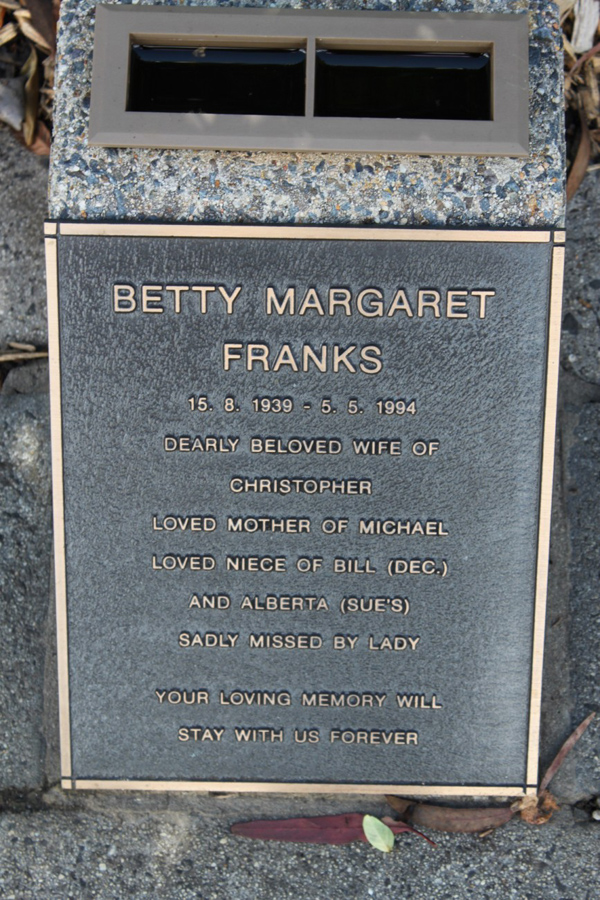 BETTY MARGARET
FRANKS
15. 8. 1939 - 5. 5. 1994
DEARLY BELOVED WIFE OF
CHRISTOPHER
LOVED MOTHER OF MICHAEL
LOVED NIECE OF BILL (DEC.)
AND ALBERTA (SUE'S)
SADLY MISSED BY LADY
YOUR LOVING MEMORY WILL
STAY WITH US FOREVER